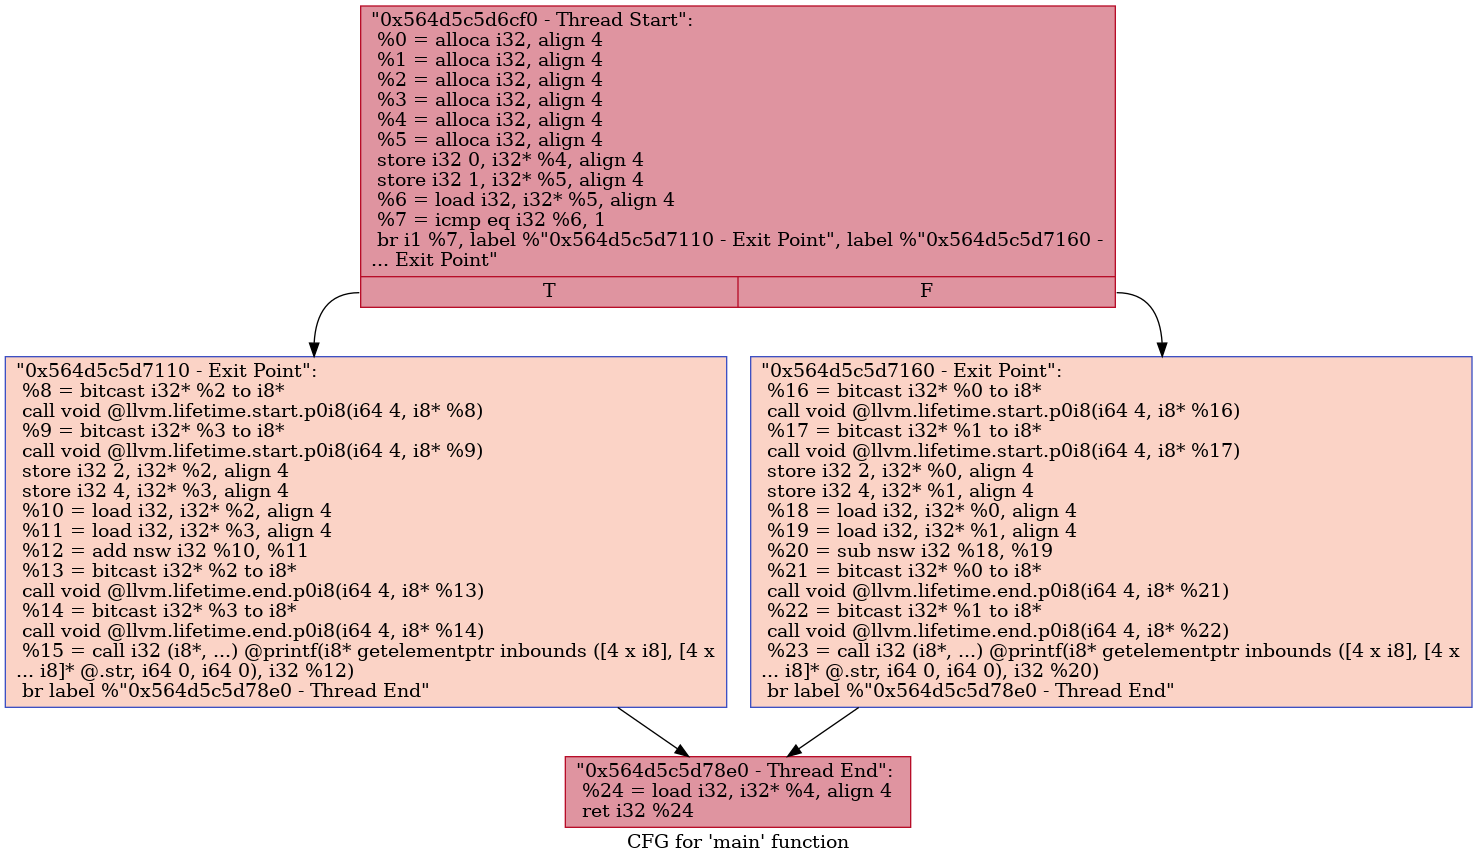 "0x564d5c5d6cf0 - Thread Start":
%0 = alloca i32, align 4
%1 = alloca i32, align 4
%2 = alloca i32, align 4
%3 = alloca i32, align 4
%4 = alloca i32, align 4
%5 = alloca i32, align 4
store i32 0, i32* %4, align 4
store i32 1, i32* %5, align 4
%6 = load i32, i32* %5, align 4
%7 = icmp eq i32 %6, 1
br i1 %7, label %"0x564d5c5d7110 - Exit Point", label %"0x564d5c5d7160 -
... Exit Point"
T
F
"0x564d5c5d7110 - Exit Point":
%8 = bitcast i32* %2 to i8*
call void @llvm.lifetime.start.p0i8(i64 4, i8* %8)
%9 = bitcast i32* %3 to i8*
call void @llvm.lifetime.start.p0i8(i64 4, i8* %9)
store i32 2, i32* %2, align 4
store i32 4, i32* %3, align 4
%10 = load i32, i32* %2, align 4
%11 = load i32, i32* %3, align 4
%12 = add nsw i32 %10, %11
%13 = bitcast i32* %2 to i8*
call void @llvm.lifetime.end.p0i8(i64 4, i8* %13)
%14 = bitcast i32* %3 to i8*
call void @llvm.lifetime.end.p0i8(i64 4, i8* %14)
%15 = call i32 (i8*, ...) @printf(i8* getelementptr inbounds ([4 x i8], [4 x
... i8]* @.str, i64 0, i64 0), i32 %12)
br label %"0x564d5c5d78e0 - Thread End"
"0x564d5c5d7160 - Exit Point":
%16 = bitcast i32* %0 to i8*
call void @llvm.lifetime.start.p0i8(i64 4, i8* %16)
%17 = bitcast i32* %1 to i8*
call void @llvm.lifetime.start.p0i8(i64 4, i8* %17)
store i32 2, i32* %0, align 4
store i32 4, i32* %1, align 4
%18 = load i32, i32* %0, align 4
%19 = load i32, i32* %1, align 4
%20 = sub nsw i32 %18, %19
%21 = bitcast i32* %0 to i8*
call void @llvm.lifetime.end.p0i8(i64 4, i8* %21)
%22 = bitcast i32* %1 to i8*
call void @llvm.lifetime.end.p0i8(i64 4, i8* %22)
%23 = call i32 (i8*, ...) @printf(i8* getelementptr inbounds ([4 x i8], [4 x
... i8]* @.str, i64 0, i64 0), i32 %20)
br label %"0x564d5c5d78e0 - Thread End"
"0x564d5c5d78e0 - Thread End":
%24 = load i32, i32* %4, align 4
ret i32 %24
CFG for 'main' function